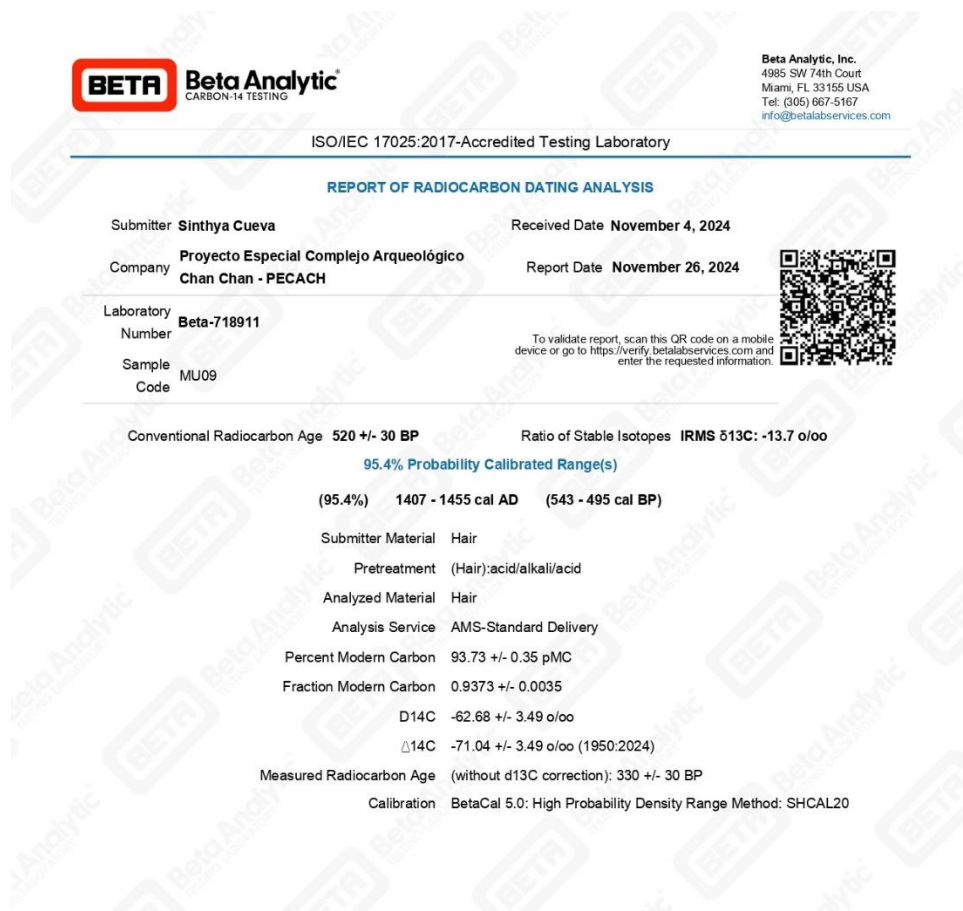 BETA
Beta Analytic®
CARBON-14 TESTING
Beta Analytic, Inc.
4985 SW 74th Court
Miami, FL 33155 USA
Tel: (305) 667-5167
info@betalabservices.com
ISO/IEC 17025:2017-Accredited Testing Laboratory
REPORT OF RADIOCARBON DATING ANALYSIS
Submitter Sinthya Cueva
Received Date November 4, 2024
Company Proyecto Especial Complejo Arqueológico
Chan Chan - PECACH
Report Date November 26, 2024
Laboratory
Number Beta-718911
To validate report, scan this QR code on a mobile
device or go to https://verify.betalabservices.com and
enter the requested information.
Sample
Code MU09
Conventional Radiocarbon Age 520 +/- 30 BP
Ratio of Stable Isotopes IRMS δ13C: -13.7 o/oo
95.4% Probability Calibrated Range(s)
(95.4%) 1407 - 1455 cal AD (543 - 495 cal BP)
Submitter Material Hair
Pretreatment (Hair):acid/alkali/acid
Analyzed Material Hair
Analysis Service AMS-Standard Delivery
Percent Modern Carbon 93.73 +/- 0.35 pMC
Fraction Modern Carbon 0.9373 +/- 0.0035
D14C -62.68 +/- 3.49 o/oo
△14C -71.04 +/- 3.49 o/oo (1950:2024)
Measured Radiocarbon Age (without d13C correction): 330 +/- 30 BP
Calibration BetaCal 5.0: High Probability Density Range Method: SHCAL20